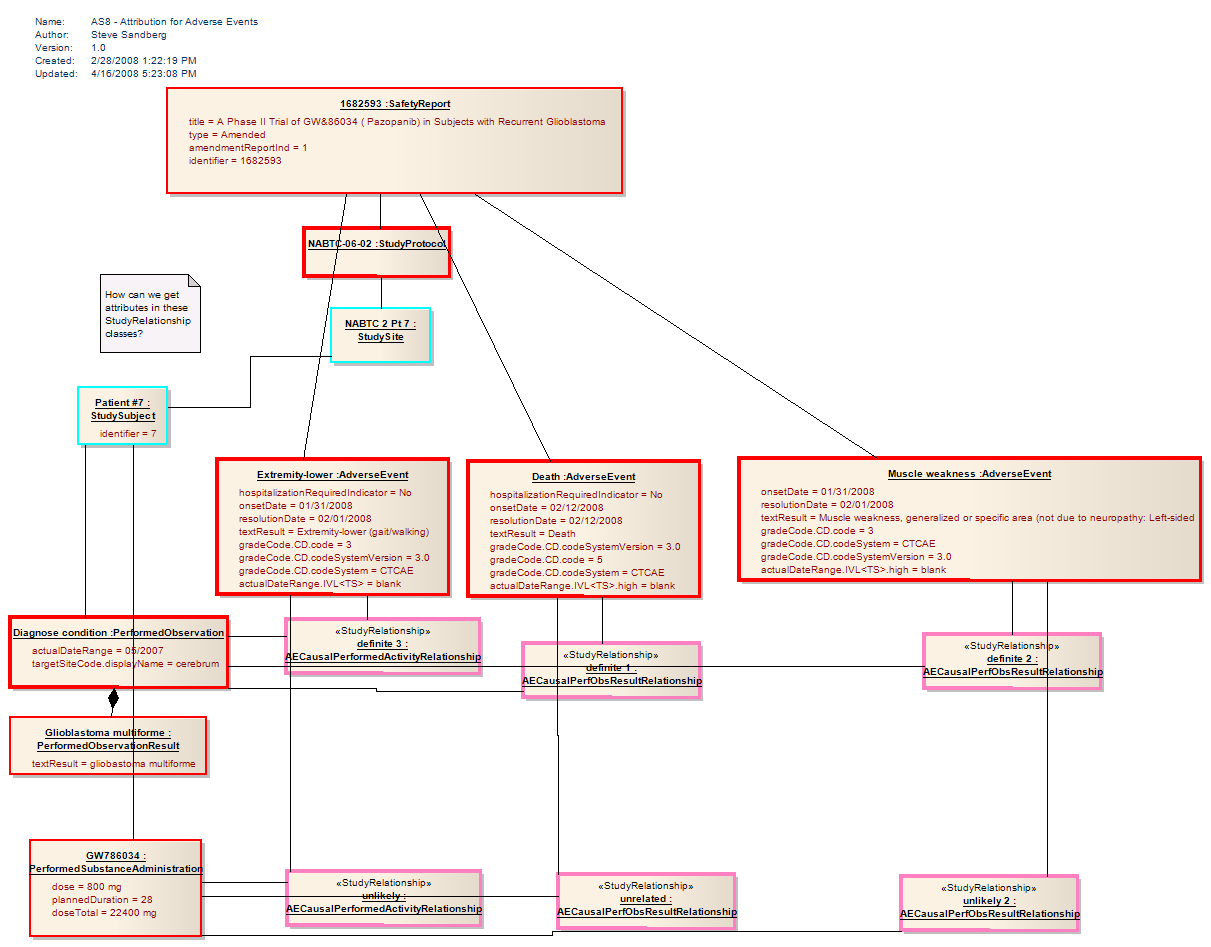 Name: AS8 - Attribution for Adverse Events
Author: Steve Sandberg
Version: 1.0
Created: 2/28/2008 1:22:19 PM
Updated: 4/16/2008 5:23:08 PM
1682593 :SafetyReport
title = A Phase II Trial of GW&86034 ( Pazopanib) in Subjects with Recurrent Glioblastoma
type = Amended
amendmentReportInd = 1
identifier = 1682593
NABTC-06-02 :StudyProtocol
How can we get
attributes in these
StudyRelationship
classes?
NABTC 2 Pt 7 :
StudySite
Patient #7 :
StudySubject
identifier = 7
Extremity-lower :AdverseEvent
hospitalizationRequiredIndicator = No
onsetDate = 01/31/2008
resolutionDate = 02/01/2008
textResult = Extremity-lower (gait/walking)
gradeCode.CD.code = 3
gradeCode.CD.codeSystemVersion = 3.0
gradeCode.CD.codeSystem = CTCAE
actualDateRange.IVL<TS> = blank
Death :AdverseEvent
hospitalizationRequiredIndicator = No
onsetDate = 02/12/2008
resolutionDate = 02/12/2008
textResult = Death
gradeCode.CD.codeSystemVersion = 3.0
gradeCode.CD.code = 5
gradeCode.CD.codeSystem = CTCAE
actualDateRange.IVL<TS>.high = blank
Muscle weakness :AdverseEvent
onsetDate = 01/31/2008
resolutionDate = 02/01/2008
textResult = Muscle weakness, generalized or specific area (not due to neuropathy: Left-sided
gradeCode.CD.code = 3
gradeCode.CD.codeSystem = CTCAE
gradeCode.CD.codeSystemVersion = 3.0
actualDateRange.IVL<TS>.high = blank
Diagnose condition :PerformedObservation
actualDateRange = 05/2007
targetSiteCode.displayName = cerebrum
«StudyRelationship»
definite 3 :
AECausalPerformedActivityRelationship
«StudyRelationship»
definite 1 :
AECausalPerfObsResultRelationship
«StudyRelationship»
definite 2 :
AECausalPerfObsResultRelationship
Glioblastoma multiforme :
PerformedObservationResult
textResult = gliobastoma multiforme
GW786034 :
PerformedSubstanceAdministration
dose = 800 mg
plannedDuration = 28
doseTotal = 22400 mg
«StudyRelationship»
unlikely :
AECausalPerformedActivityRelationship
«StudyRelationship»
unrelated :
AECausalPerfObsResultRelationship
«StudyRelationship»
unlikely 2 :
AECausalPerfObsResultRelationship